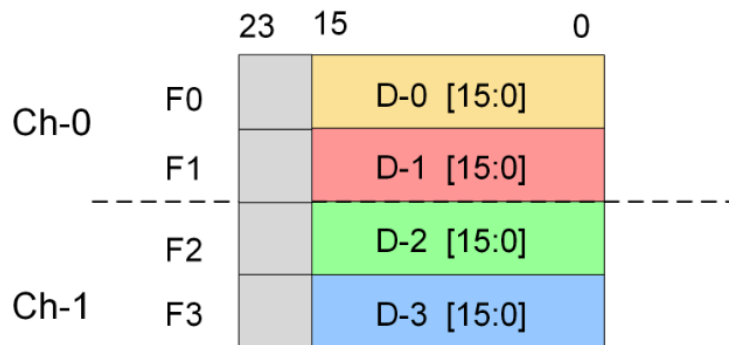 23 15 0
Ch-0
F0 D-0 [15:0]
F1 D-1 [15:0]
F2 D-2 [15:0]
Ch-1
F3 D-3 [15:0]